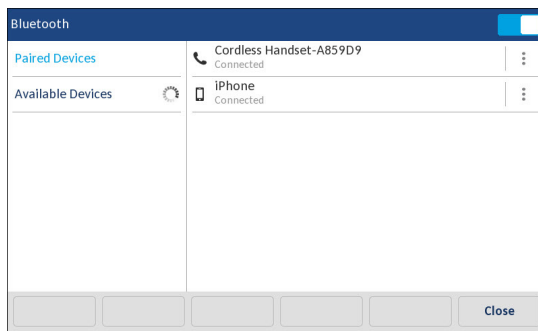 Bluetooth
Paired Devices
Available Devices
Cordless Handset-A859D9
Connected
iPhone
Connected
Close